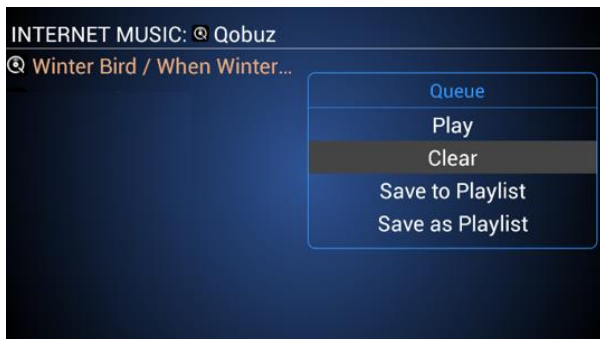 INTERNET MUSIC: Qobuz
Winter Bird / When Winter...
Queue
Play
Clear
Save to Playlist
Save as Playlist